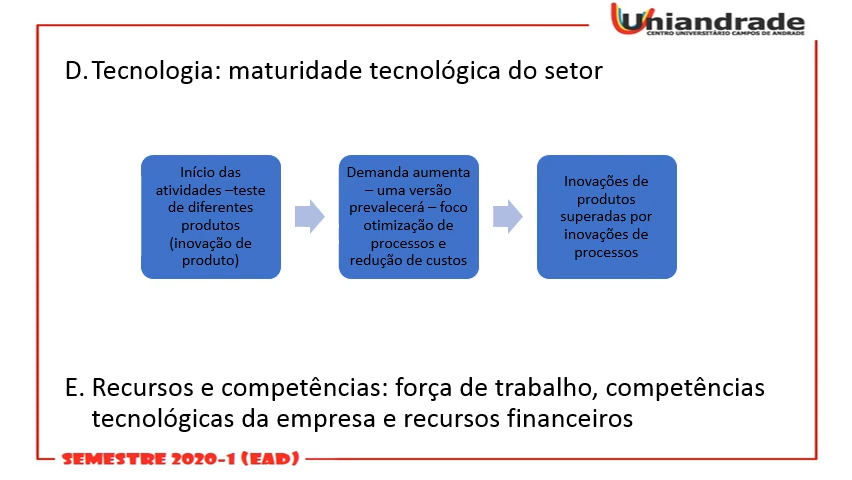 Uniandrade
CENTRO UNIVERSITÁRIO CAMPOS DE ANDRADE
D. Tecnologia: maturidade tecnológica do setor
Início das
atividades –teste
de diferentes
produtos
(inovação de
produto)
Demanda aumenta
– uma versão
prevalecerá – foco
otimização de
processos e
redução de custos
Inovações de
produtos
superadas por
inovações de
processos
E. Recursos e competências: força de trabalho, competências
tecnológicas da empresa e recursos financeiros
SEMESTRE 2020-1 (EAD)